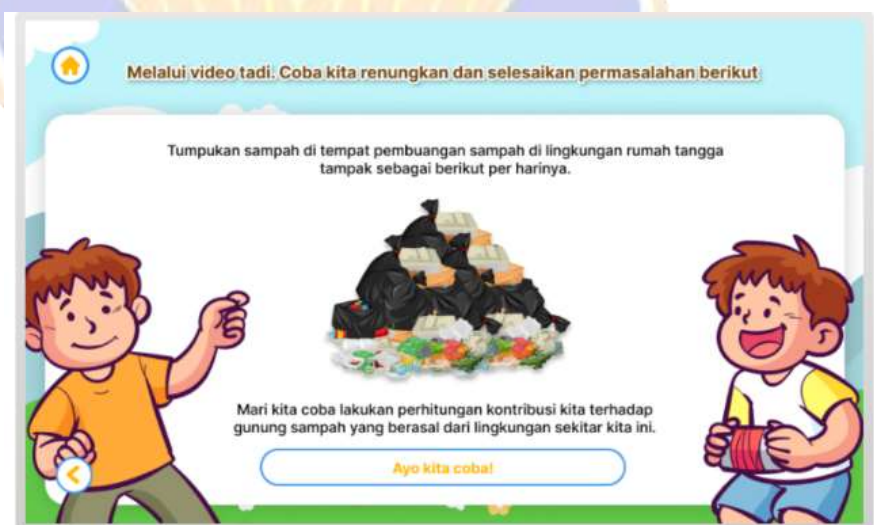 Melalui video tadi. Coba kita renungkan dan selesaikan permasalahan berikut
Tumpukan sampah di tempat pembuangan sampah di lingkungan rumah tangga
tampak sebagai berikut per harinya.
Mari kita coba lakukan perhitungan kontribusi kita terhadap
gunung sampah yang berasal dari lingkungan sekitar kita ini.
Ayo kita coba!